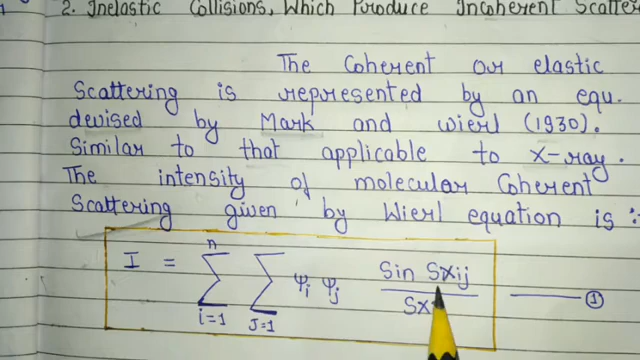 2. Inelastic Collisions, Which Produce Incoherent Scatter
The Coherent our elastic
Scattering is represented by an equ.
devised by Mark and wierl (1930).
Similar to that applicable to x-ray.
The intensity of molecular Coherent
Scattering given by Wierl equation is :
I = n∑i=1 ∑J=1 ψi ψj Sin Sxij / Sx —— ①